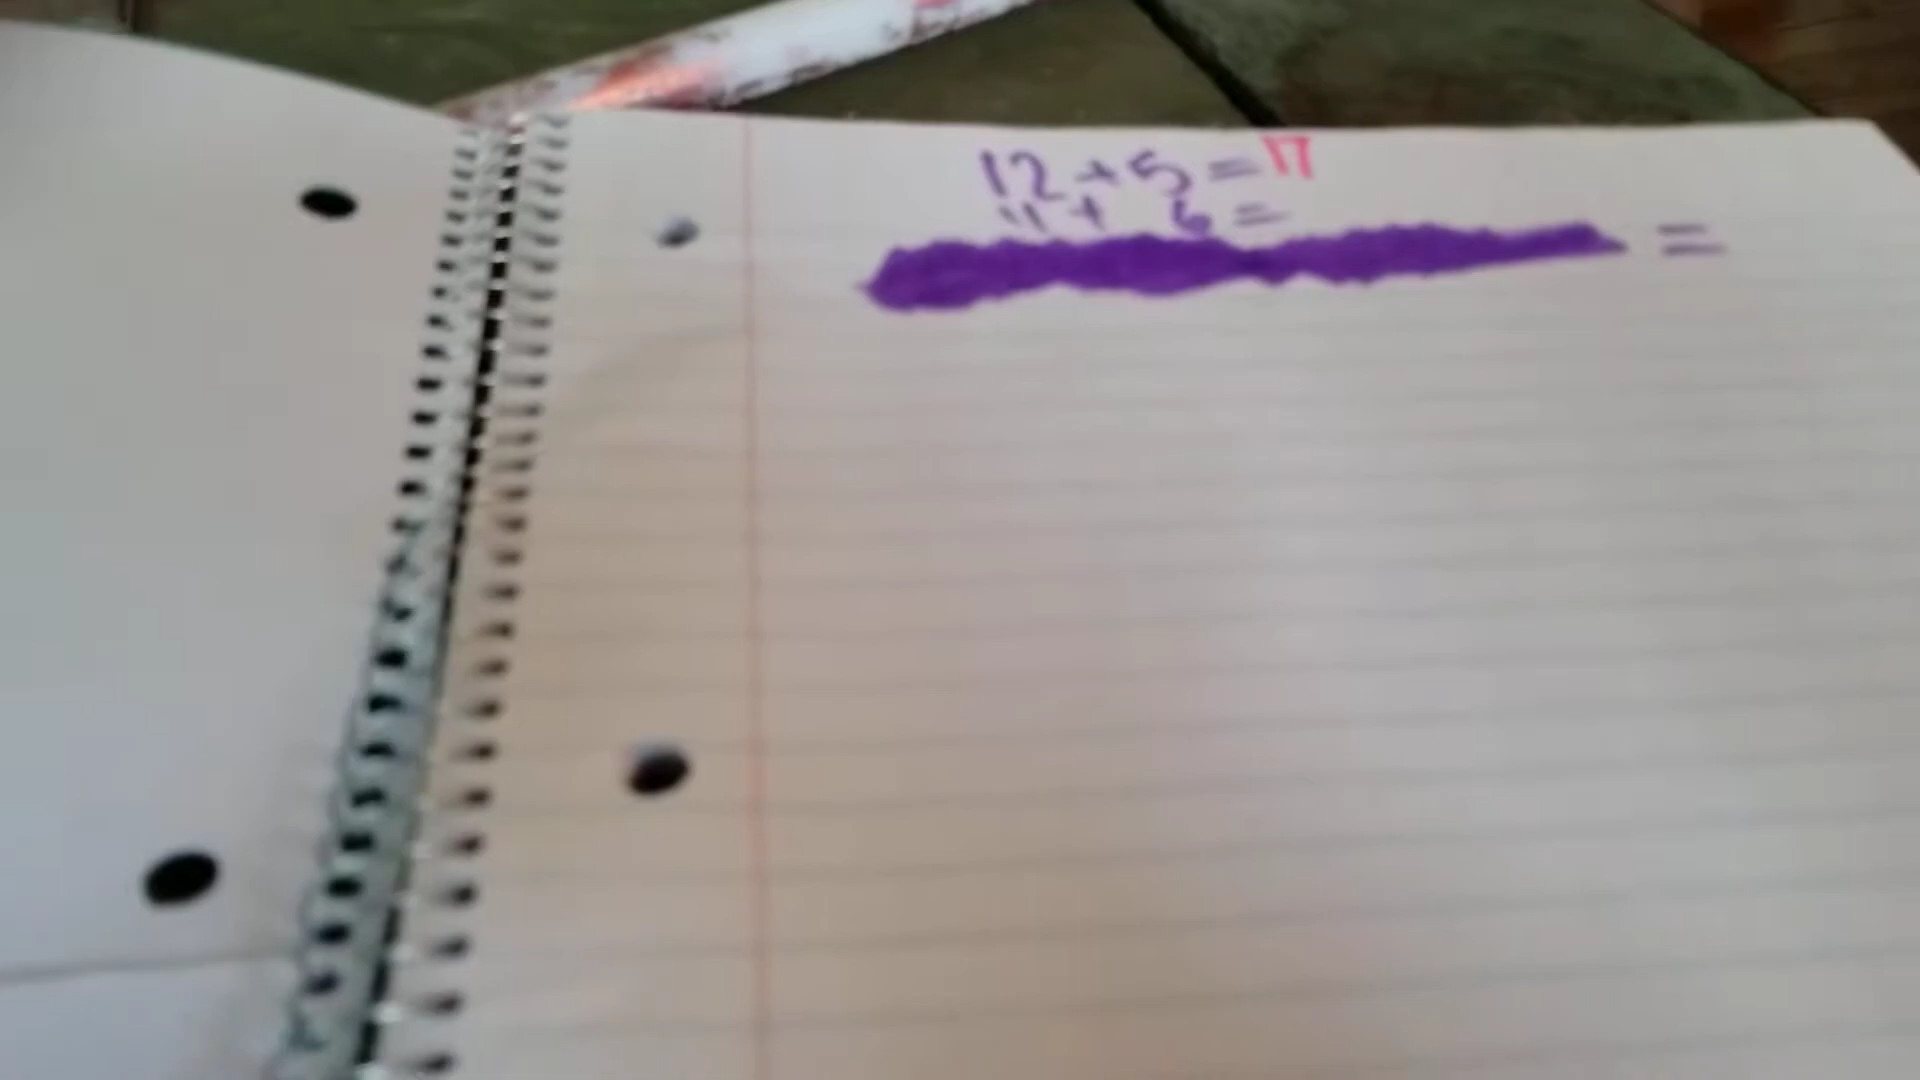 12 + 5 = 17
11 + 6 =
=